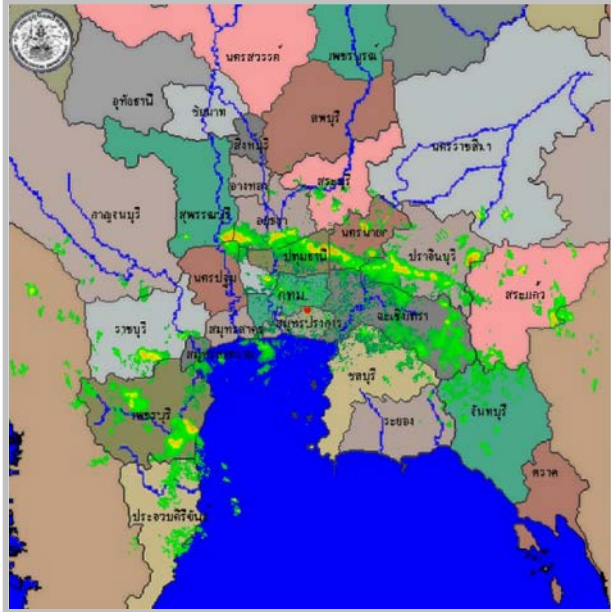 นครสวรรค์
เพชรบูรณ์
อุทัยธานี
ชัยนาท
ลพบุรี
สิงห์บุรี
นครราชสีมา
อ่างทอง
สระบุรี
กาญจนบุรี
สุพรรณบุรี
อยุธยา
นครนายก
ปทุมธานี
ปราจีนบุรี
นครปฐม
กทม.
สระแก้ว
ราชบุรี
สมุทรสาคร
สมุทรปราการ
ฉะเชิงเทรา
ชลบุรี
เพชรบุรี
ระยอง
จันทบุรี
ตราด
ประจวบคีรีขันธ์